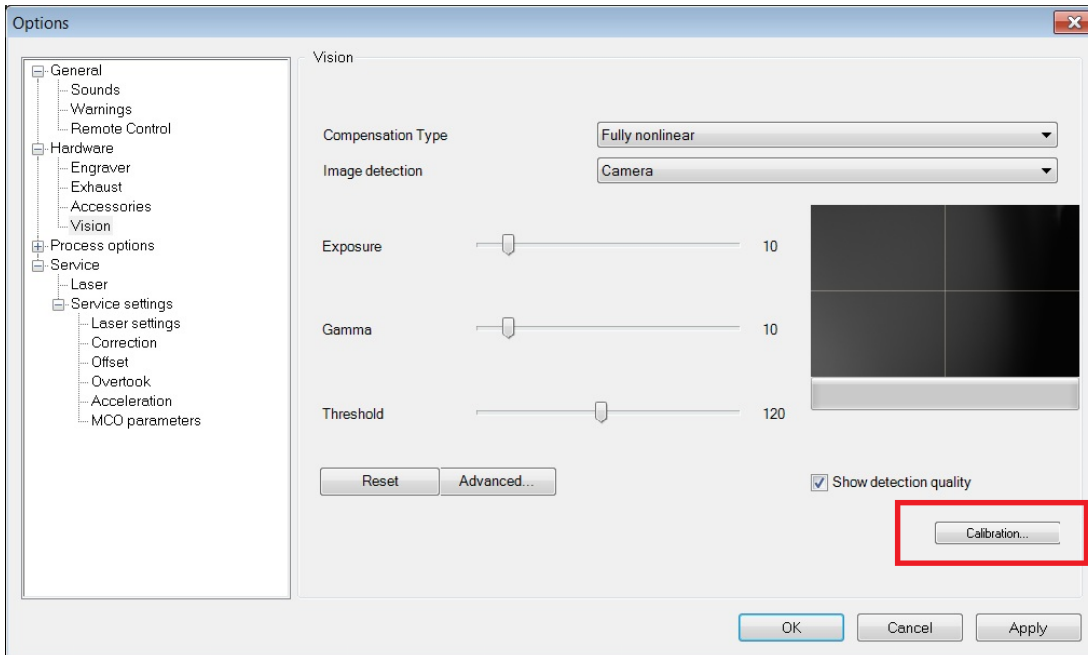 Options
General
Sounds
Warnings
Remote Control
Hardware
Engraver
Exhaust
Accessories
Vision
Process options
Service
Laser
Service settings
Laser settings
Correction
Offset
Overtook
Acceleration
MCO parameters
Vision
Compensation Type Fully nonlinear
Image detection Camera
Exposure 10
Gamma 10
Threshold 120
Reset Advanced...
Show detection quality
Calibration...
OK Cancel Apply